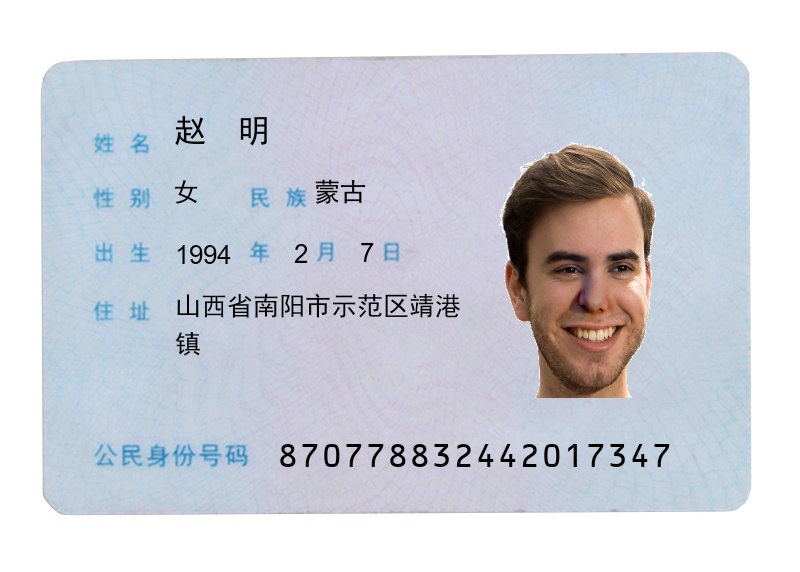 姓名 赵 明
性别 女 民族 蒙古
出生 1994 年 2 月 7 日
住址 山西省南阳市示范区靖港
镇
公民身份号码 870778832442017347